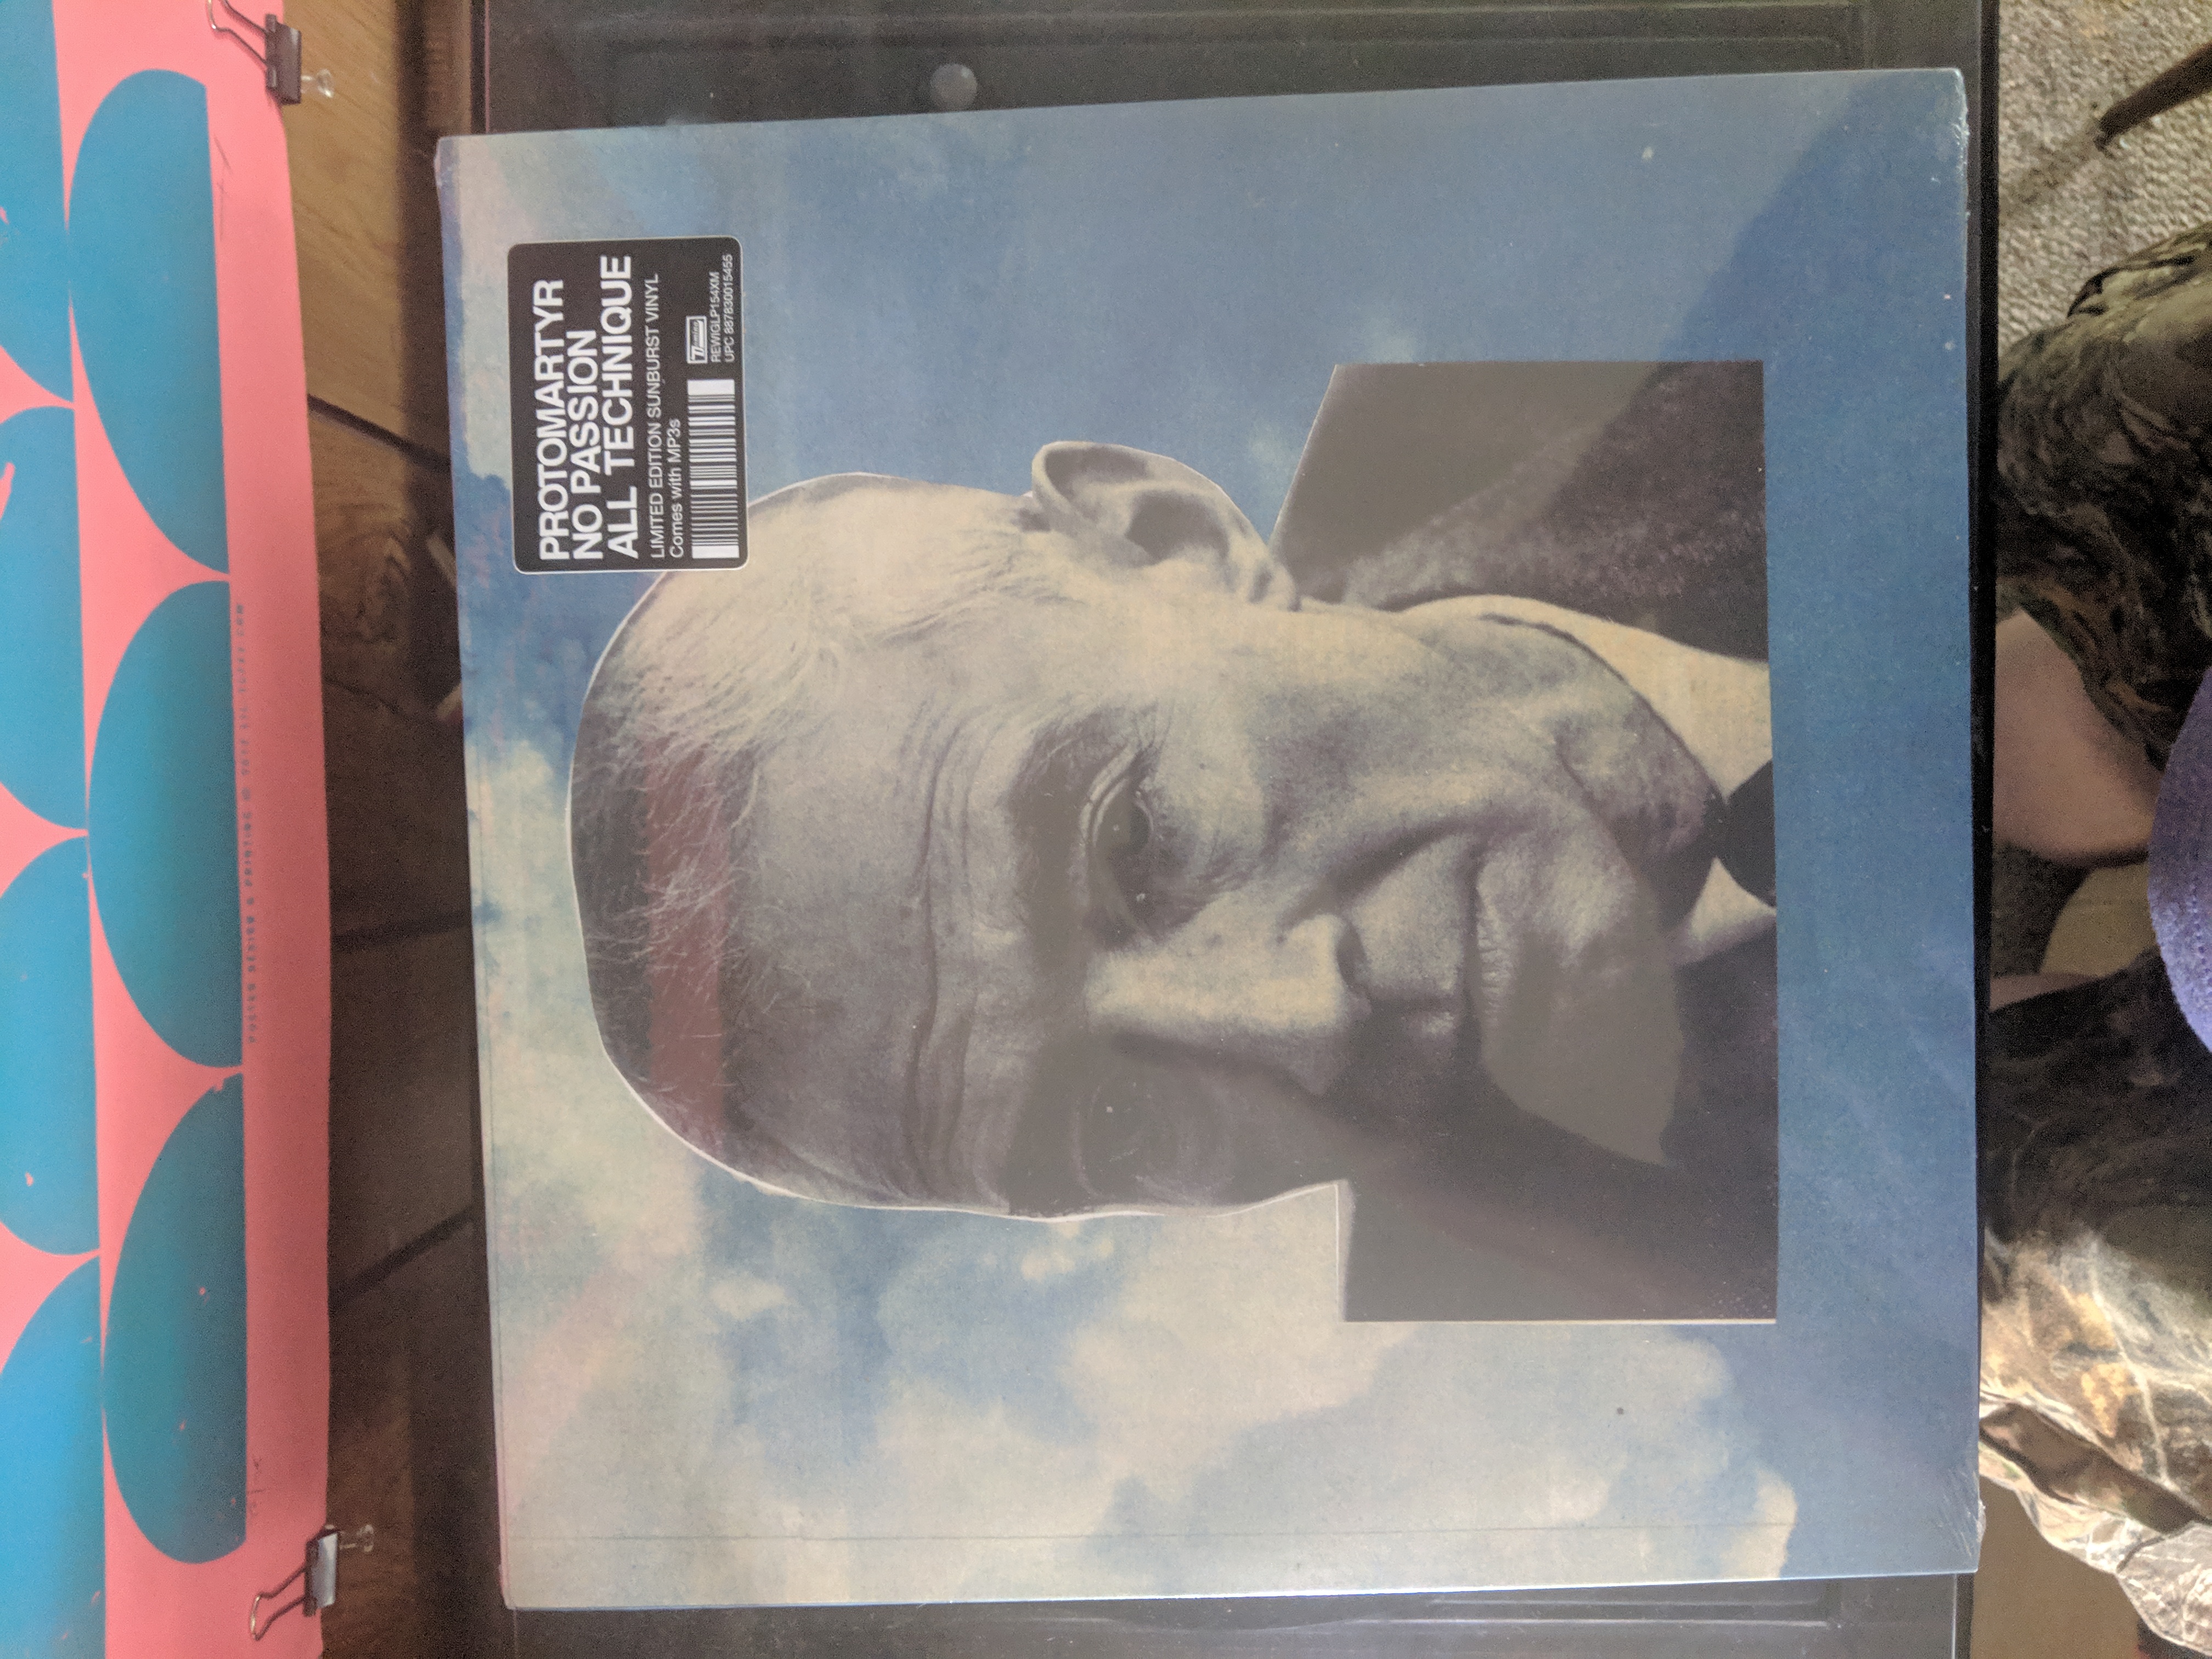 PROTOMARTYR
NO PASSION
ALL TECHNIQUE
LIMITED EDITION SUNBURST VINYL
Comes with MP3s
REWIGLP154XM
UPC 887830015455